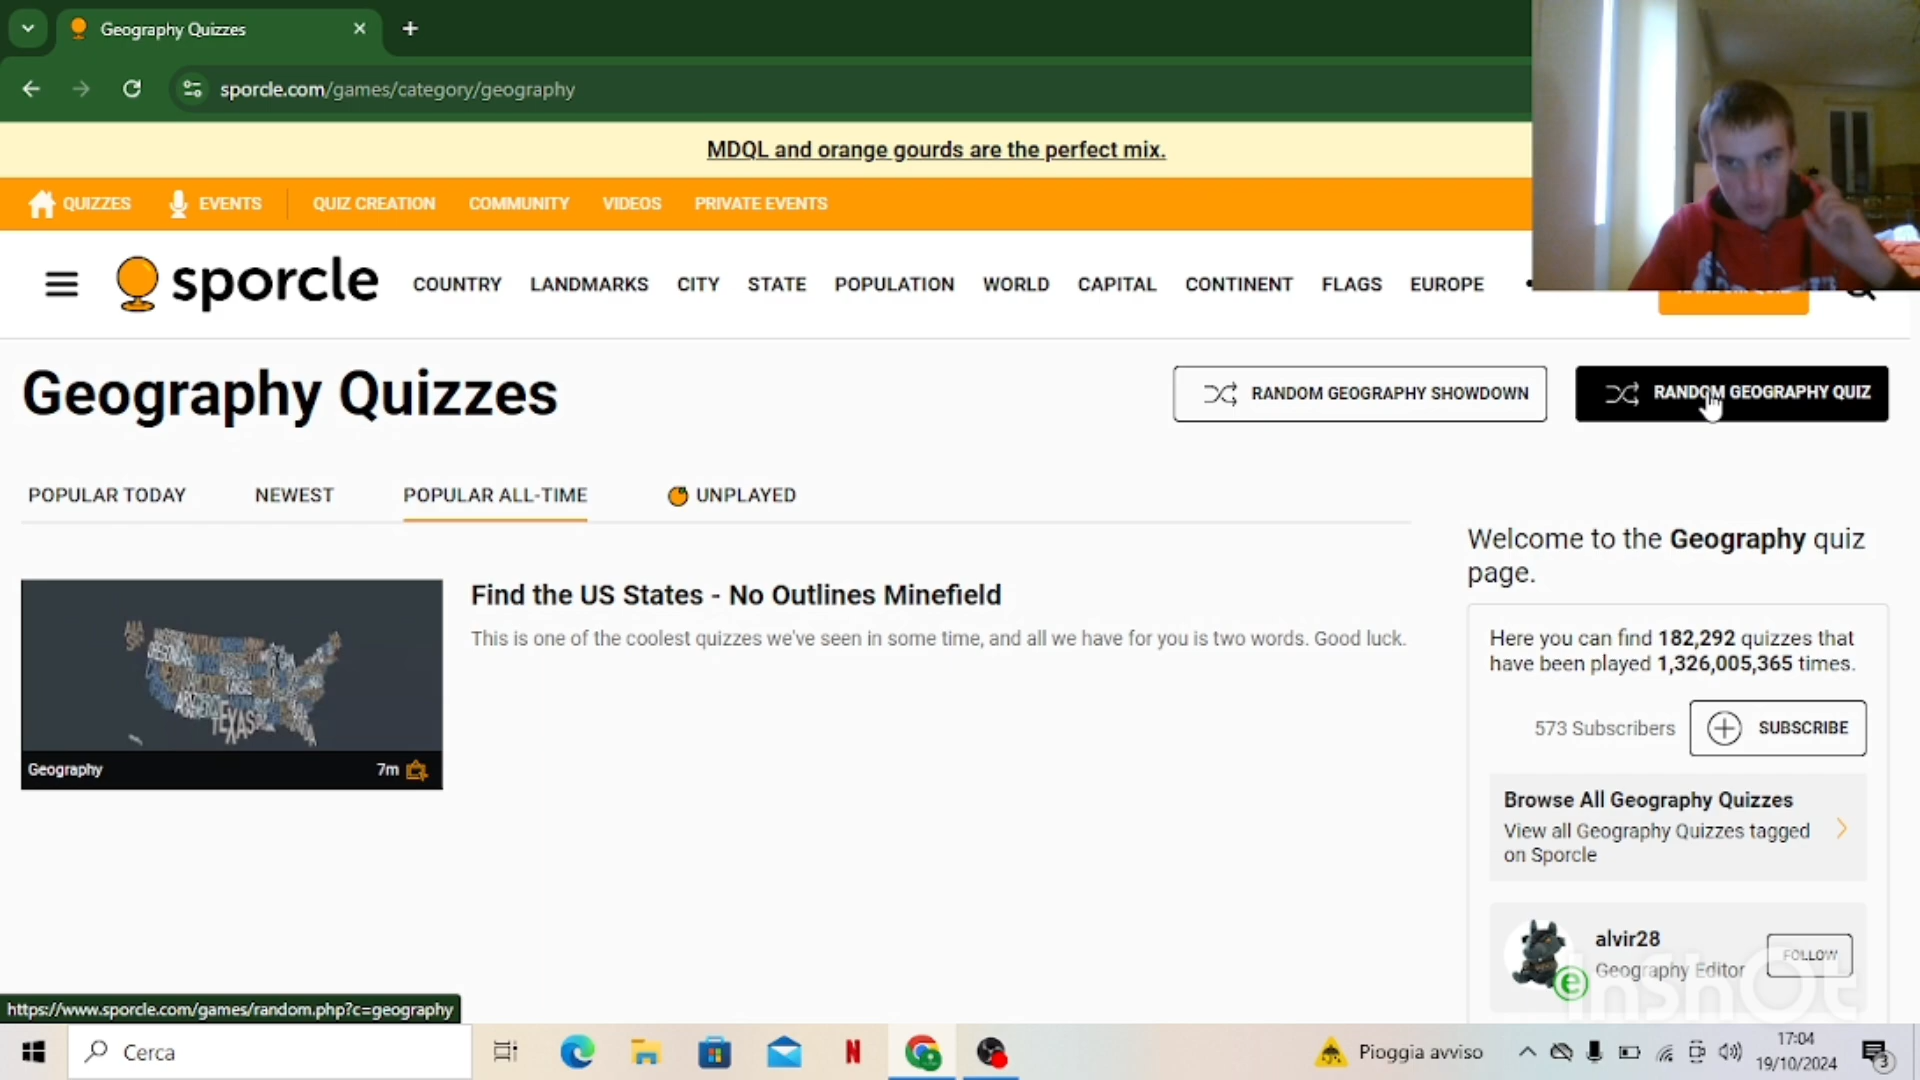 Geography Quizzes
sporcle.com/games/category/geography
MDQL and orange gourds are the perfect mix.
QUIZZES EVENTS QUIZ CREATION COMMUNITY VIDEOS PRIVATE EVENTS
sporcle COUNTRY LANDMARKS CITY STATE POPULATION WORLD CAPITAL CONTINENT FLAGS EUROPE
Geography Quizzes
RANDOM GEOGRAPHY SHOWDOWN
RANDOM GEOGRAPHY QUIZ
POPULAR TODAY NEWEST POPULAR ALL-TIME UNPLAYED
Find the US States - No Outlines Minefield
This is one of the coolest quizzes we've seen in some time, and all we have for you is two words. Good luck.
TEXAS
Geography 7m
Welcome to the Geography quiz
page.
Here you can find 182,292 quizzes that
have been played 1,326,005,365 times.
573 Subscribers SUBSCRIBE
Browse All Geography Quizzes
View all Geography Quizzes tagged
on Sporcle
alvir28
Geography Editor
FOLLOW
InShOt
https://www.sporcle.com/games/random.php?c=geography
Cerca
Pioggia avviso
17:04
19/10/2024
3